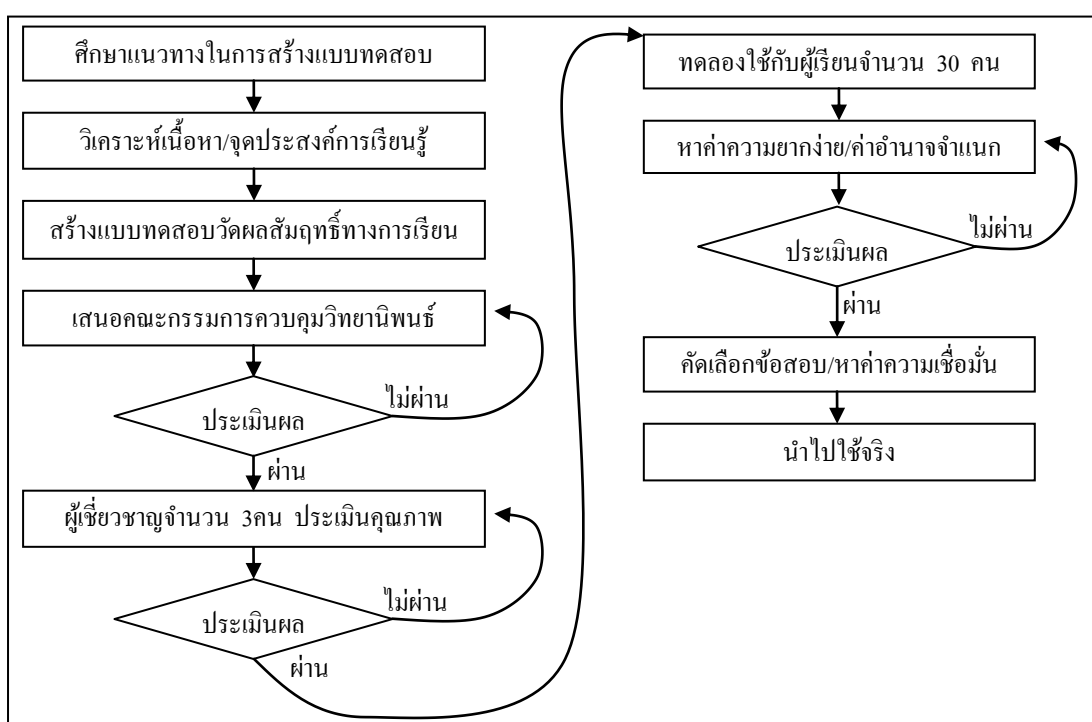 ศึกษาแนวทางในการสร้างแบบทดสอบ
วิเคราะห์เนื้อหา/จุดประสงค์การเรียนรู้
สร้างแบบทดสอบวัดผลสัมฤทธิ์ทางการเรียน
เสนอคณะกรรมการควบคุมวิทยานิพนธ์
ไม่ผ่าน
ประเมินผล
ผ่าน
ผู้เชี่ยวชาญจำนวน 3คน ประเมินคุณภาพ
ไม่ผ่าน
ประเมินผล
ผ่าน
ทดลองใช้กับผู้เรียนจำนวน 30 คน
หาค่าความยากง่าย/ค่าอำนาจจำแนก
ไม่ผ่าน
ประเมินผล
ผ่าน
คัดเลือกข้อสอบ/หาค่าความเชื่อมั่น
นำไปใช้จริง